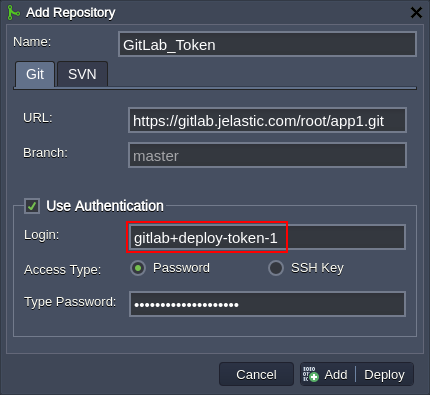 Add Repository
Name: GitLab_Token
Git SVN
URL: https://gitlab.jelastic.com/root/app1.git
Branch: master
Use Authentication
Login: gitlab+deploy-token-1
Access Type: Password SSH Key
Type Password: ••••••••••••••••••••
Cancel Add Deploy